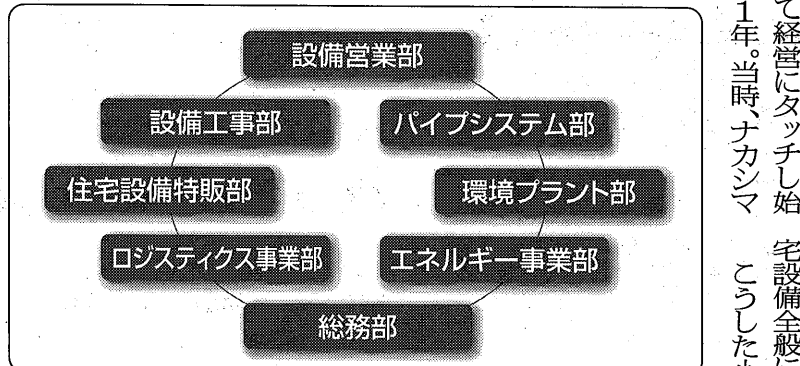 設備営業部
設備工事部
パイプシステム部
住宅設備特販部
環境プラント部
ロジスティクス事業部
エネルギー事業部
総務部
て経営にタッチし始
1年。当時、ナカシマ
宅設備全般に
こうした